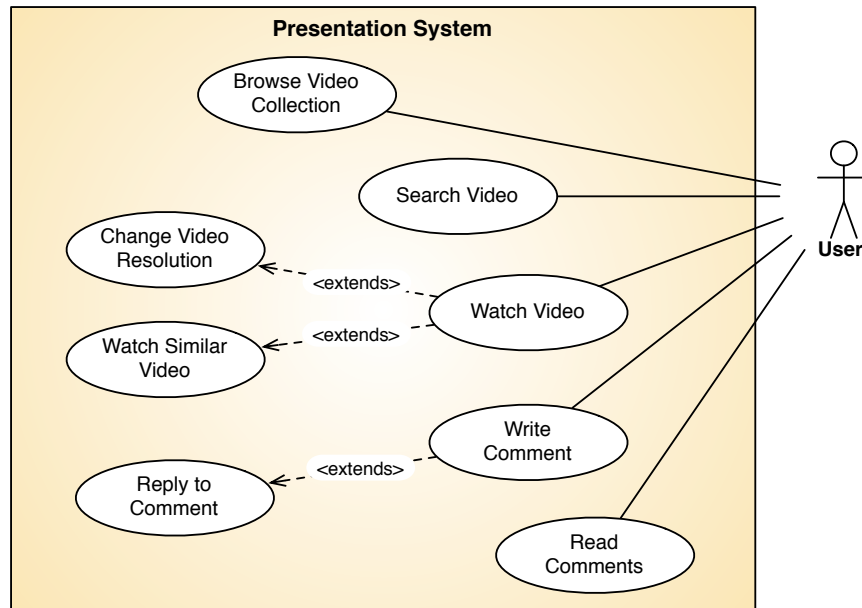 Presentation System
Browse Video
Collection
Search Video
User
Change Video
Resolution
<extends>
Watch Video
<extends>
Watch Similar
Video
Write
Comment
<extends>
Reply to
Comment
Read
Comments